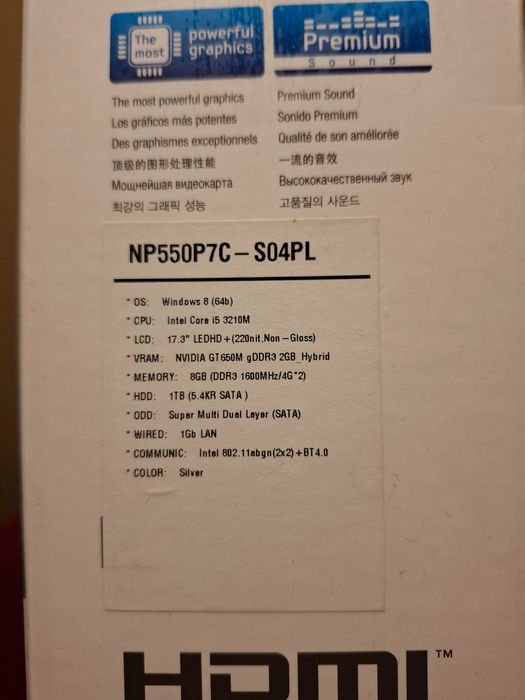 The most
powerful graphics
Premium
Sound
The most powerful graphics
Los gráficos más potentes
Des graphismes exceptionnels
顶级的图形处理性能
Мощнейшая видеокарта
최강의 그래픽 성능
Premium Sound
Sonido Premium
Qualité de son améliorée
一流的音效
Высококачественный звук
고품질의 사운드
NP550P7C-S04PL
* OS: Windows 8 (64b)
* CPU: Intel Core i5 3210M
* LCD: 17.3" LEDHD+(220nit.Non-Gloss)
* VRAM: NVIDIA GT650M gDDR3 2GB_Hybrid
* MEMORY: 8GB (DDR3 1600MHz/4G*2)
* HDD: 1TB (5.4KR SATA)
* ODD: Super Multi Dual Layer (SATA)
* WIRED: 1Gb LAN
* COMMUNIC: Intel 802.11abgn(2x2)+BT4.0
* COLOR: Silver
HDMI™